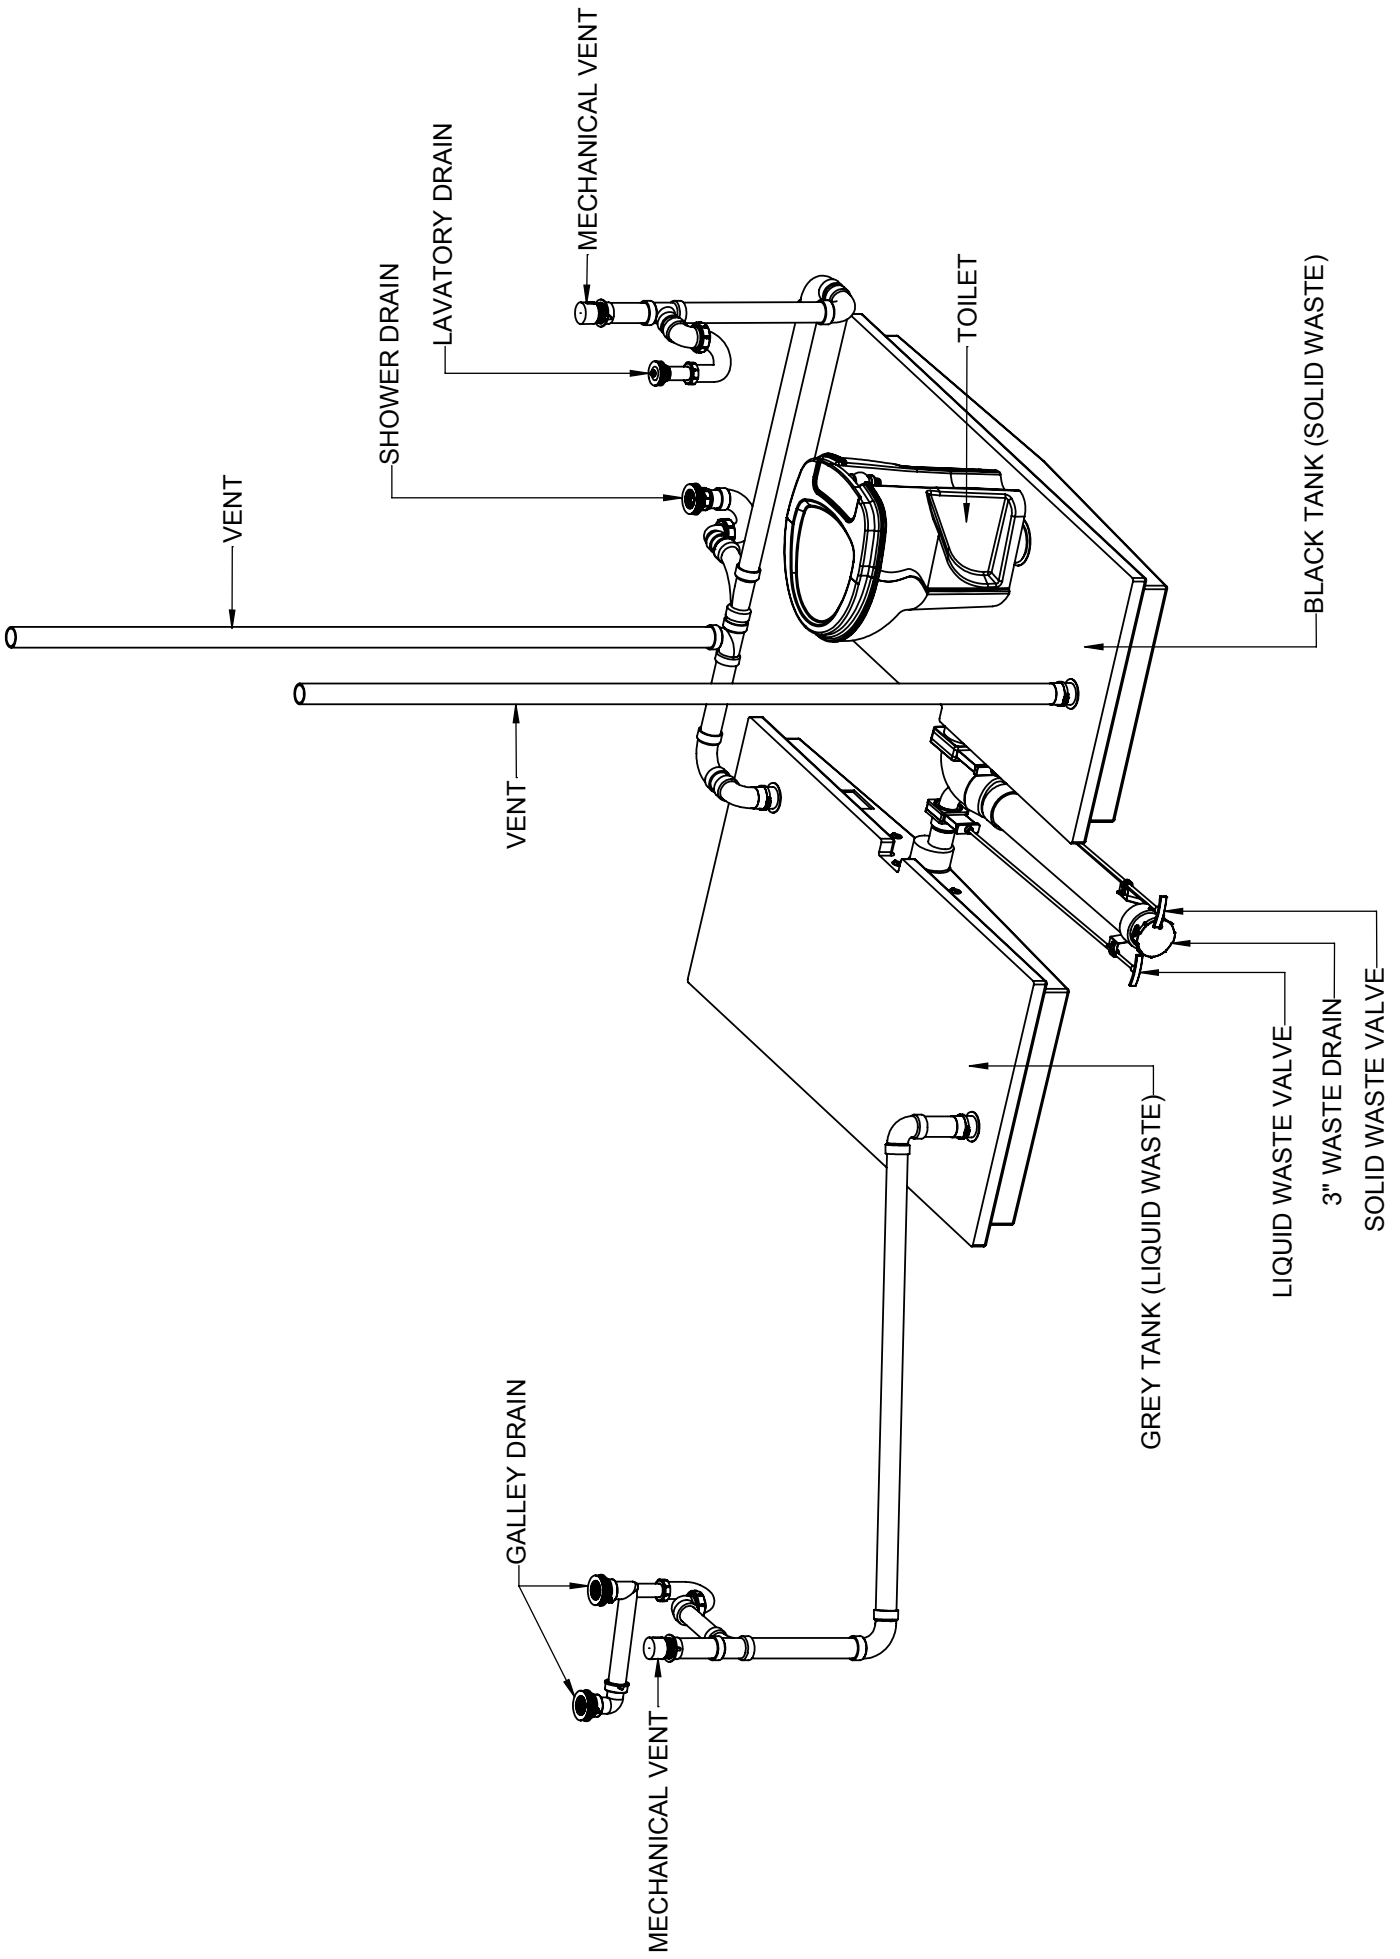 VENT
VENT
SHOWER DRAIN
LAVATORY DRAIN
MECHANICAL VENT
TOILET
BLACK TANK (SOLID WASTE)
GALLEY DRAIN
MECHANICAL VENT
GREY TANK (LIQUID WASTE)
LIQUID WASTE VALVE
3" WASTE DRAIN
SOLID WASTE VALVE